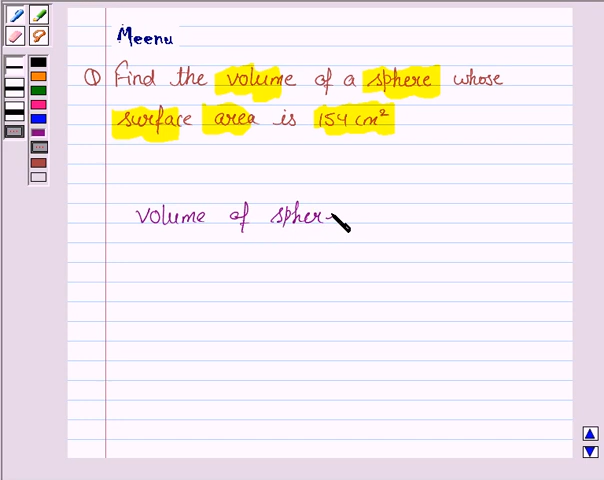 Meenu
① Find the volume of a sphere whose
surface area is 154 cm²
volume of spher